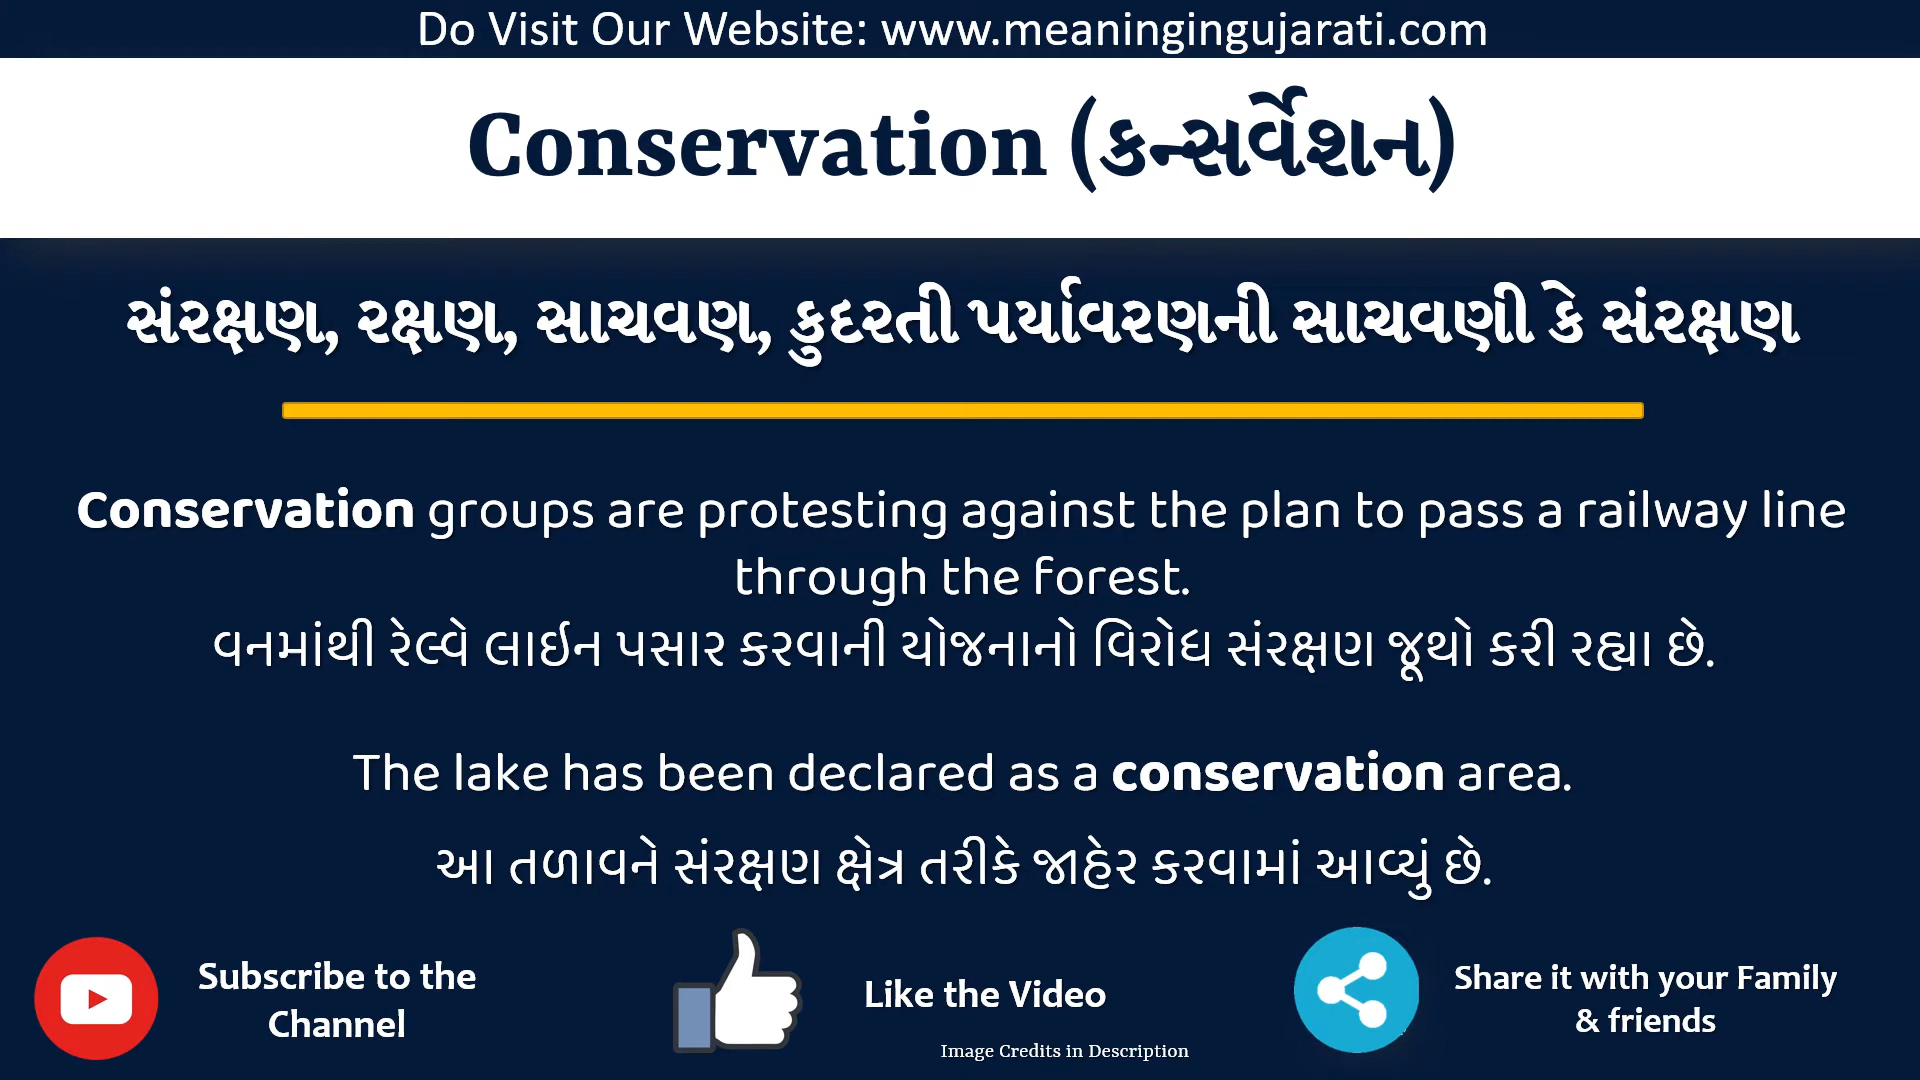 Do Visit Our Website: www.meaningingujarati.com
Conservation (કન્સર્વેશન)
સંરક્ષણ, રક્ષણ, સાચવણ, કુદરતી પર્યાવરણની સાચવણી કે સંરક્ષણ
Conservation groups are protesting against the plan to pass a railway line
through the forest.
વનમાંથી રેલ્વે લાઈન પસાર કરવાની યોજનાનો વિરોધ સંરક્ષણ જૂથો કરી રહ્યા છે.
The lake has been declared as a conservation area.
આ તળાવને સંરક્ષણ ક્ષેત્ર તરીકે જાહેર કરવામાં આવ્યું છે.
Subscribe to the
Channel
Like the Video
Share it with your Family
& friends
Image Credits in Description